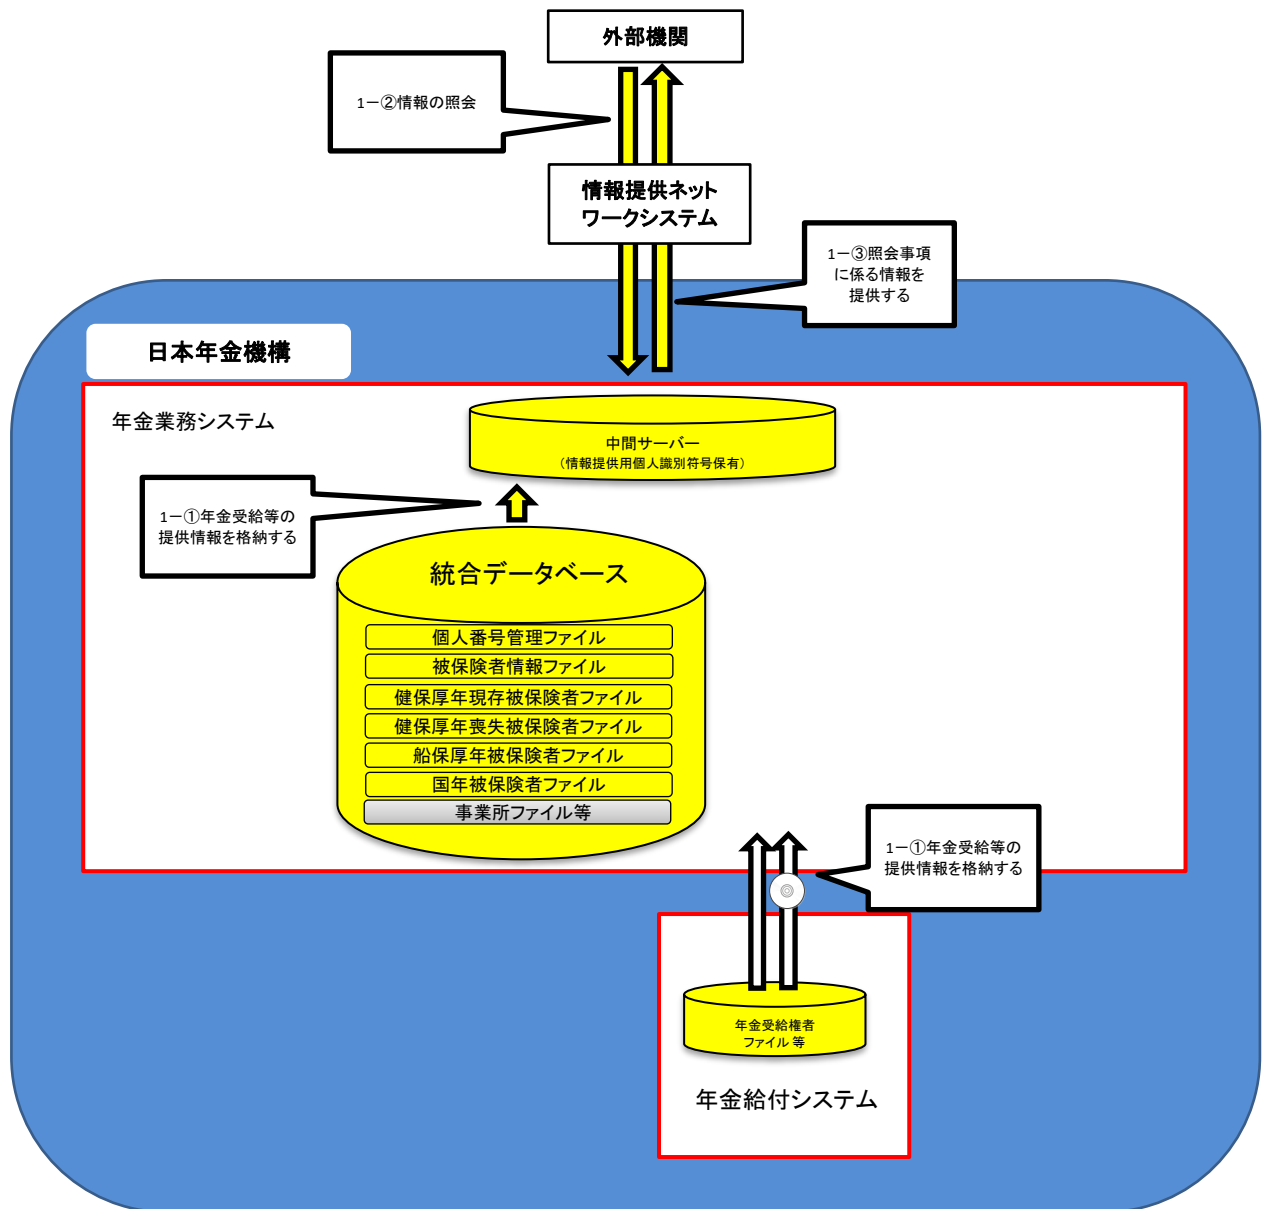 外部機関
1－②情報の照会
情報提供ネット
ワークシステム
1－③照会事項
に係る情報を
提供する
日本年金機構
年金業務システム
中間サーバー
（情報提供用個人識別符号保有）
1－①年金受給等の
提供情報を格納する
統合データベース
個人番号管理ファイル
被保険者情報ファイル
健保厚年現存被保険者ファイル
健保厚年喪失被保険者ファイル
船保厚年被保険者ファイル
国年被保険者ファイル
事業所ファイル等
1－①年金受給等の
提供情報を格納する
年金受給権者
ファイル 等
年金給付システム